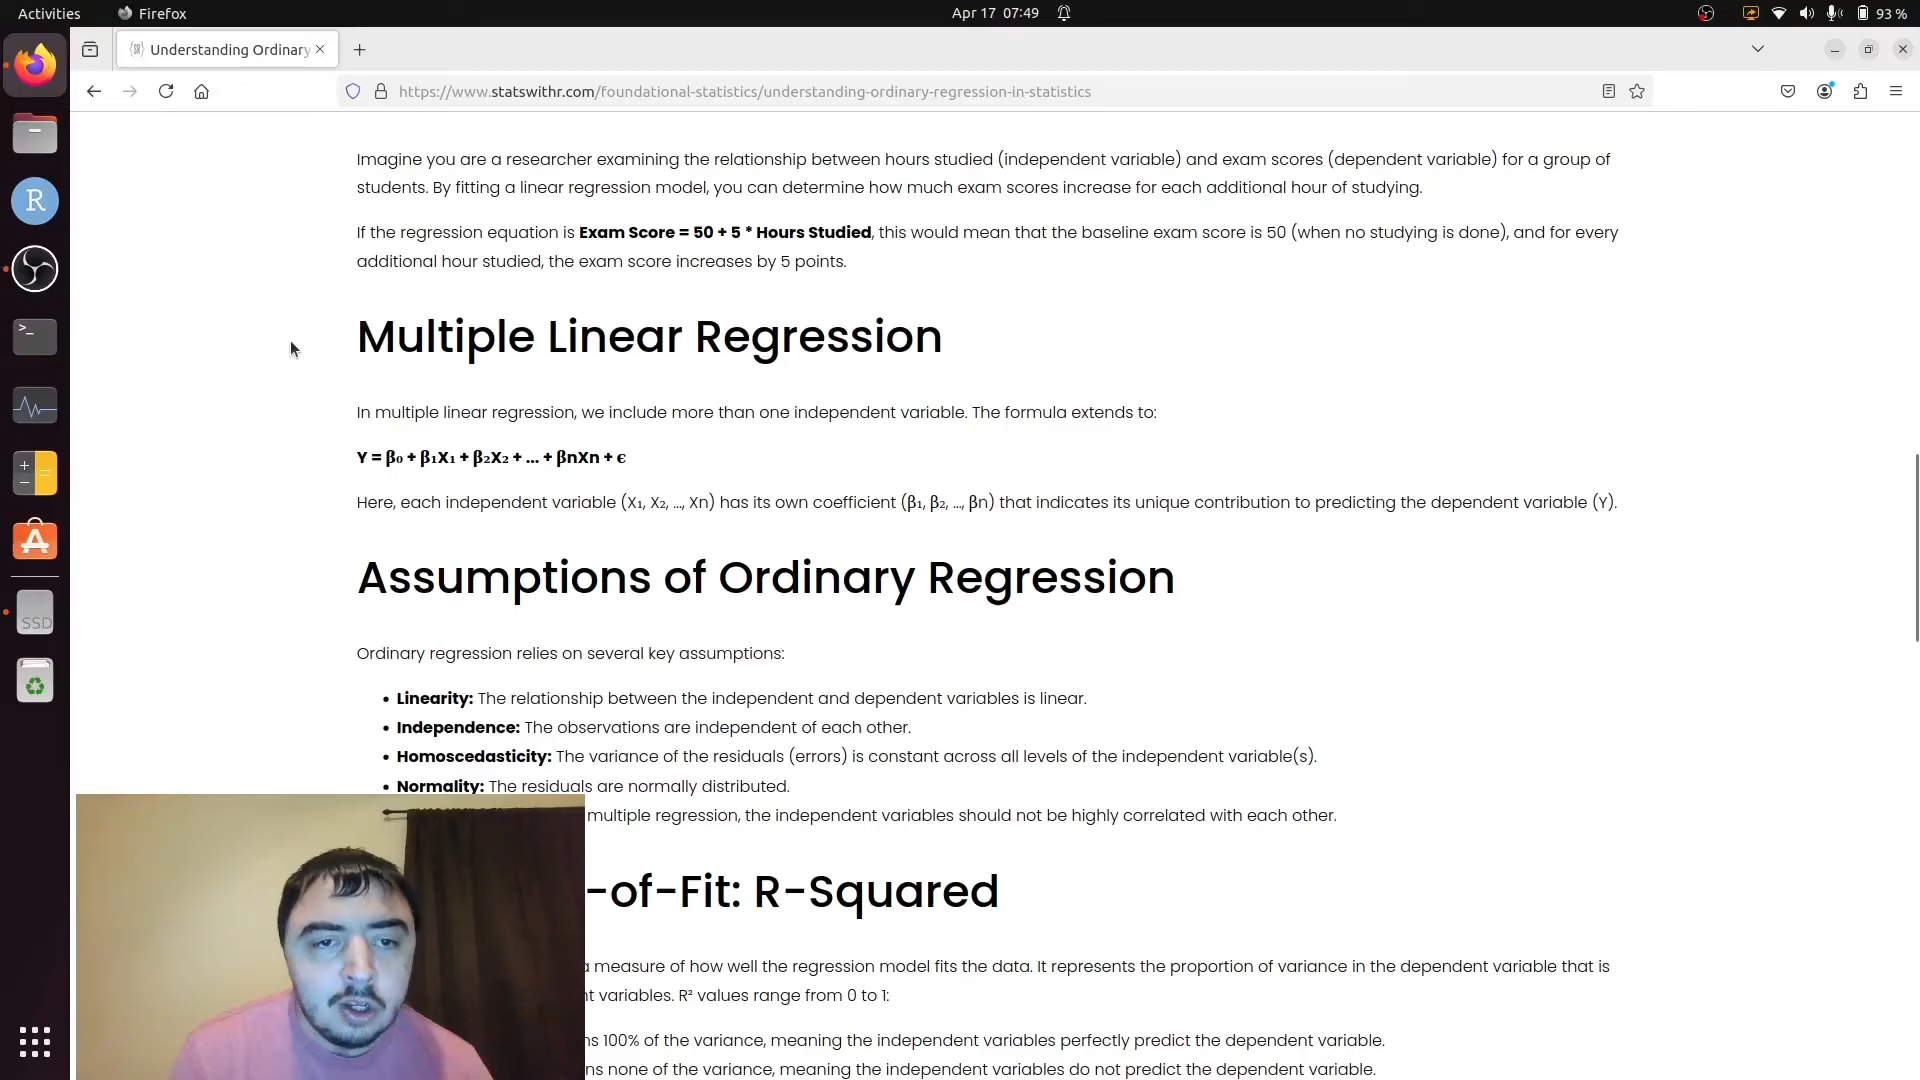 Activities Firefox Apr 17 07:49 93 %
Understanding Ordinary
https://www.statswithr.com/foundational-statistics/understanding-ordinary-regression-in-statistics
Imagine you are a researcher examining the relationship between hours studied (independent variable) and exam scores (dependent variable) for a group of
students. By fitting a linear regression model, you can determine how much exam scores increase for each additional hour of studying.
If the regression equation is Exam Score = 50 + 5 * Hours Studied, this would mean that the baseline exam score is 50 (when no studying is done), and for every
additional hour studied, the exam score increases by 5 points.
Multiple Linear Regression
In multiple linear regression, we include more than one independent variable. The formula extends to:
Y = β₀ + β₁X₁ + β₂X₂ + ... + βnXn + ϵ
Here, each independent variable (X₁, X₂, ..., Xn) has its own coefficient (β₁, β₂, ..., βn) that indicates its unique contribution to predicting the dependent variable (Y).
Assumptions of Ordinary Regression
Ordinary regression relies on several key assumptions:
• Linearity: The relationship between the independent and dependent variables is linear.
• Independence: The observations are independent of each other.
• Homoscedasticity: The variance of the residuals (errors) is constant across all levels of the independent variable(s).
• Normality: The residuals are normally distributed.
multiple regression, the independent variables should not be highly correlated with each other.
-of-Fit: R-Squared
a measure of how well the regression model fits the data. It represents the proportion of variance in the dependent variable that is
t variables. R² values range from 0 to 1:
ns 100% of the variance, meaning the independent variables perfectly predict the dependent variable.
ns none of the variance, meaning the independent variables do not predict the dependent variable.
R
>_
SSD